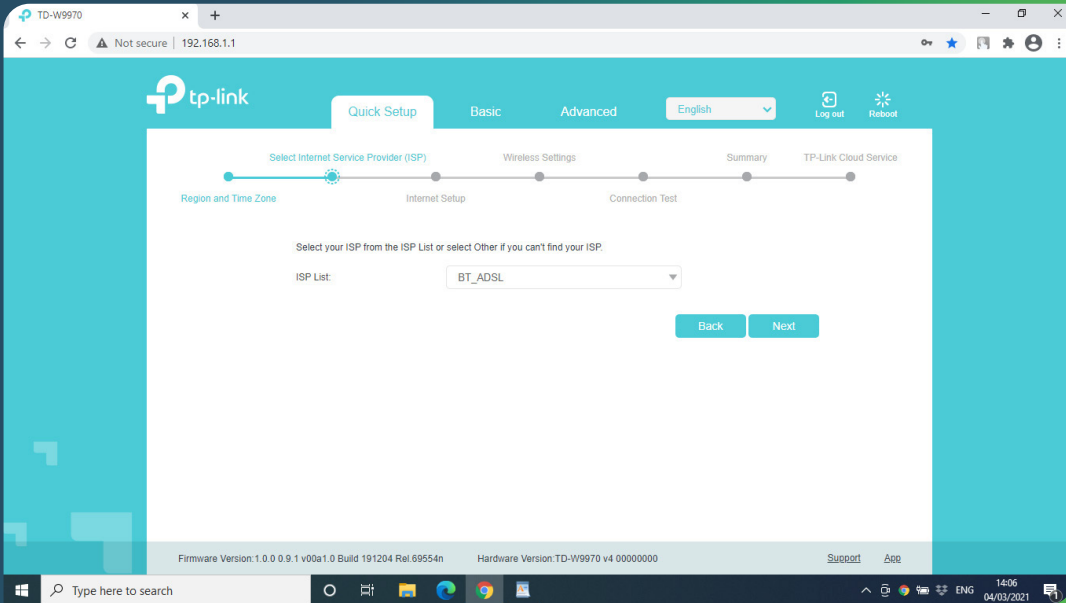 TD-W9970
Not secure | 192.168.1.1
tp-link
Quick Setup
Basic
Advanced
English
Log out
Reboot
Select Internet Service Provider (ISP)
Wireless Settings
Summary
TP-Link Cloud Service
Region and Time Zone
Internet Setup
Connection Test
Select your ISP from the ISP List or select Other if you can't find your ISP.
ISP List:
BT_ADSL
Back
Next
Firmware Version:1.0.0 0.9.1 v00a1.0 Build 191204 Rel.69554n
Hardware Version:TD-W9970 v4 00000000
Support
App
Type here to search
ENG
14:06
04/03/2021
1